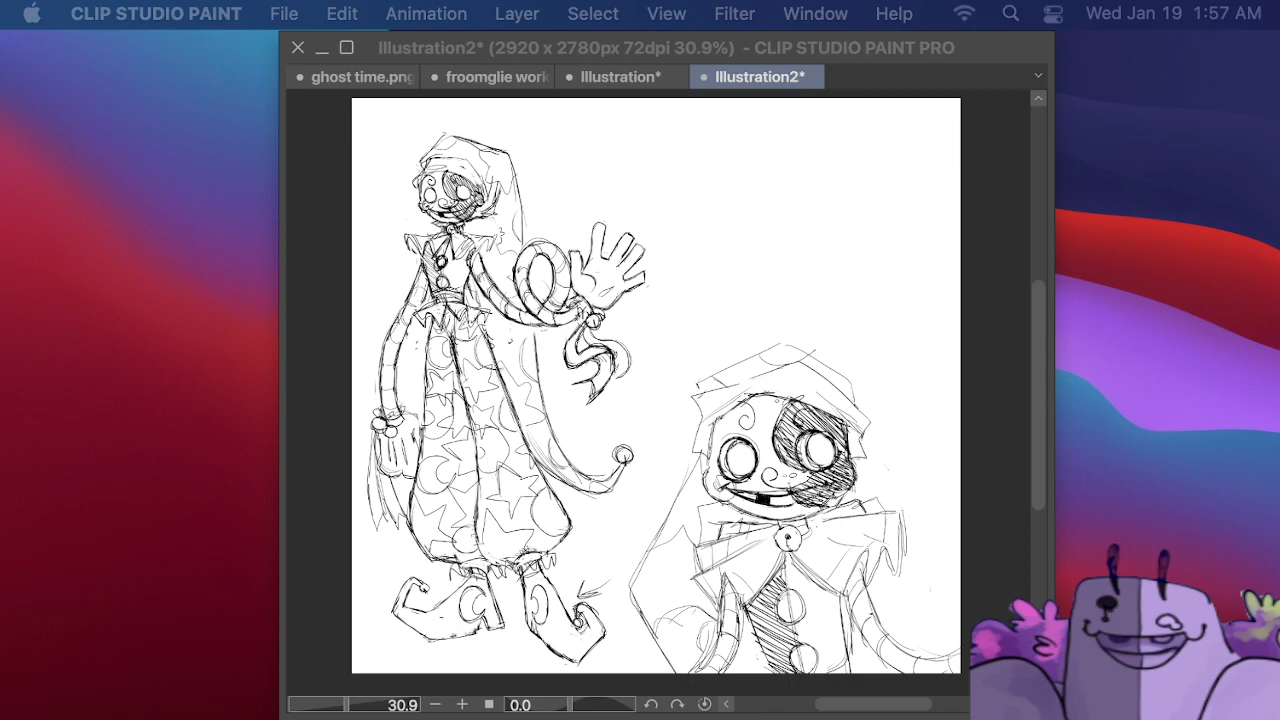 CLIP STUDIO PAINT File Edit Animation Layer Select View Filter Window Help Wed Jan 19 1:57 AM
Illustration2* (2920 x 2780px 72dpi 30.9%) - CLIP STUDIO PAINT PRO
ghost time.png froomglie work Illustration* Illustration2*
30.9 0.0